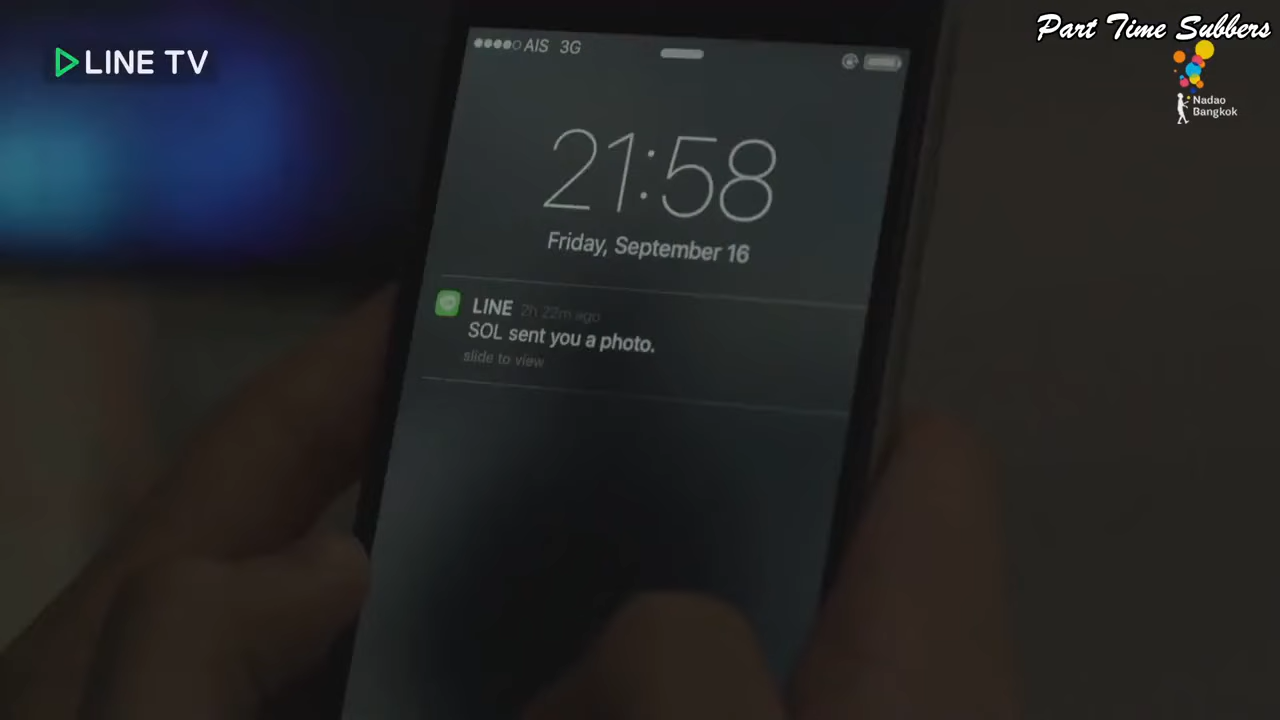 Part Time Subbers
LINE TV
Nadao
Bangkok
AIS 3G
21:58
Friday, September 16
LINE 2h 22m ago
SOL sent you a photo.
slide to view